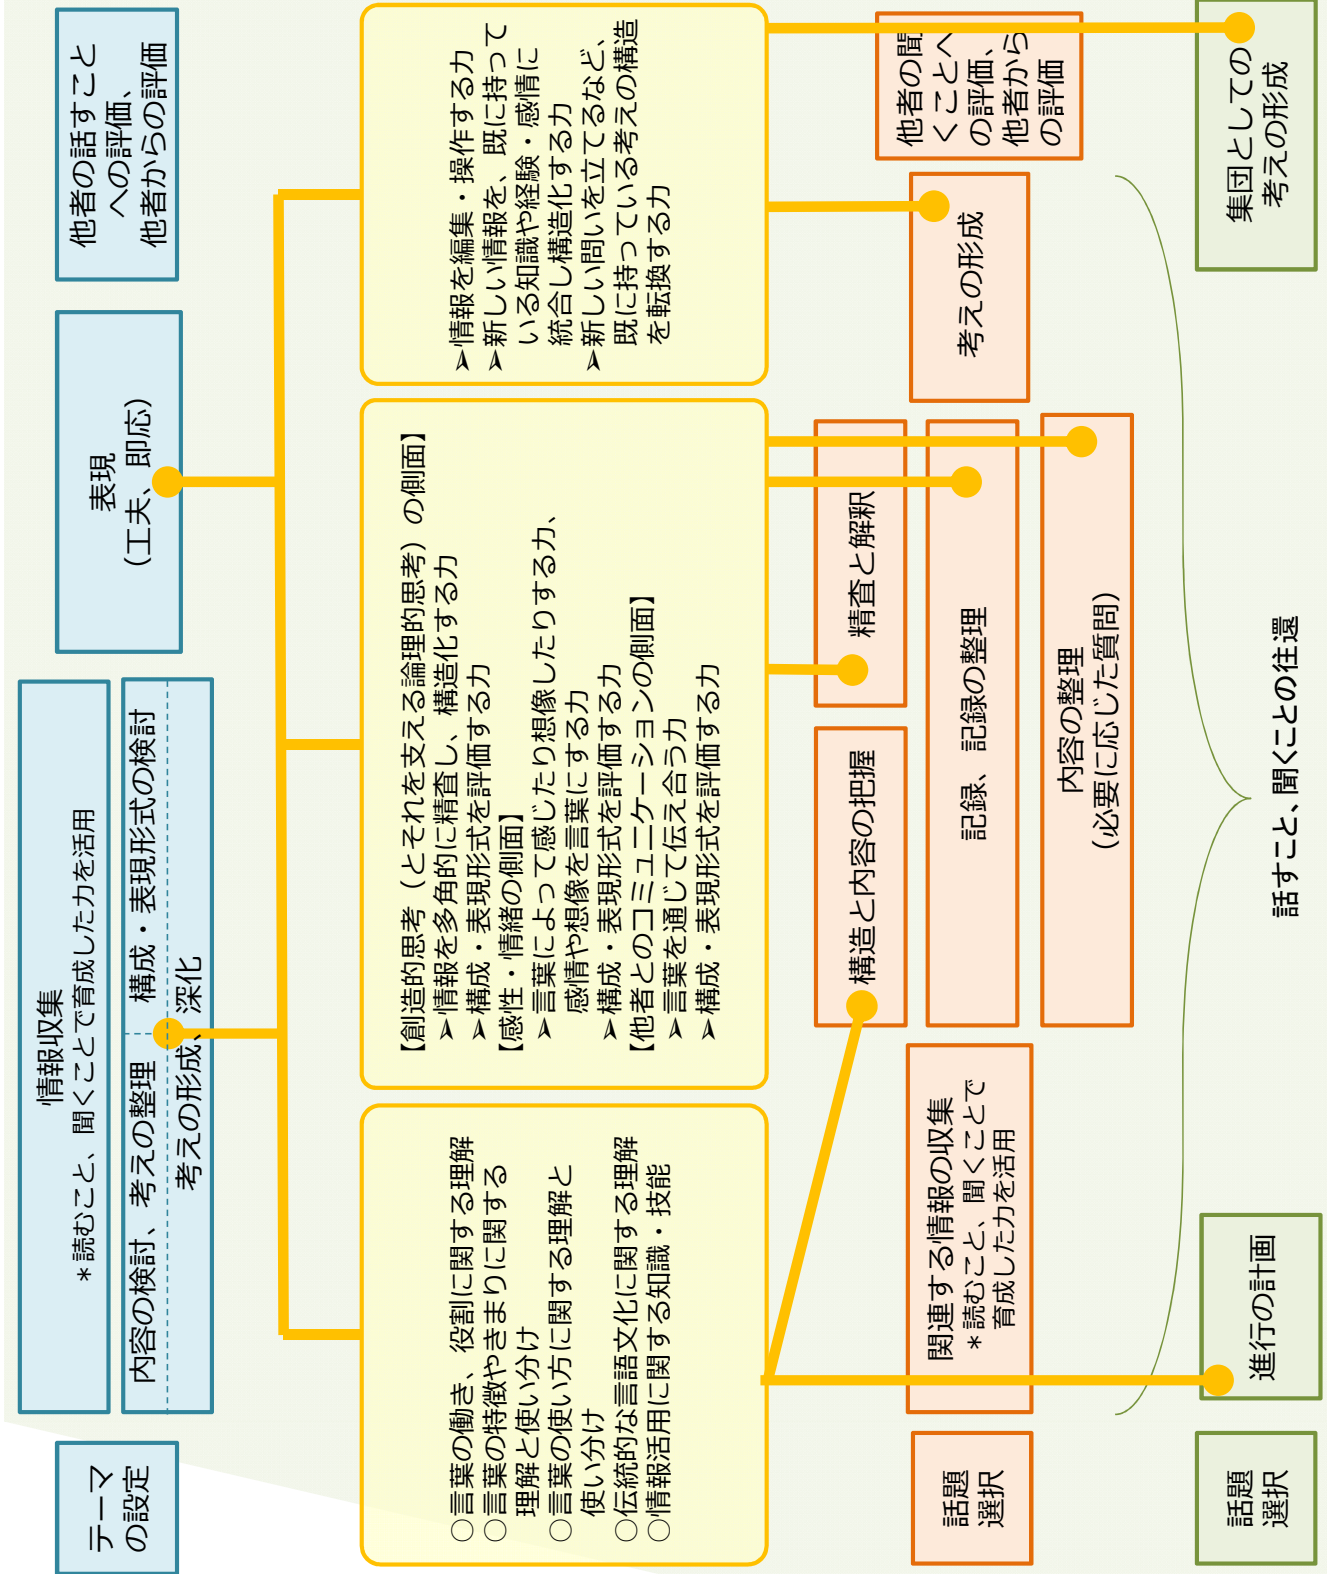 テーマ
の設定
情報収集
＊読むこと、聞くことで育成した力を活用
内容の検討、考えの整理
構成・表現形式の検討
考えの形成、深化
表現
（工夫、即応）
他者の話すこと
への評価、
他者からの評価
○言葉の働き、役割に関する理解
○言葉の特徴やきまりに関する
理解と使い分け
○言葉の使い方に関する理解と
使い分け
○伝統的な言語文化に関する理解
○情報活用に関する知識・技能
【創造的思考（とそれを支える論理的思考）の側面】
➢情報を多角的に精査し、構造化する力
➢構成・表現形式を評価する力
【感性・情緒の側面】
➢言葉によって感じたり想像したりする力、
感情や想像を言葉にする力
➢構成・表現形式を評価する力
【他者とのコミュニケーションの側面】
➢言葉を通じて伝え合う力
➢構成・表現形式を評価する力
➢情報を編集・操作する力
➢新しい情報を、既に持って
いる知識や経験・感情に
統合し構造化する力
➢新しい問いを立てるなど、
既に持っている考えの構造
を転換する力
話題
選択
関連する情報の収集
＊読むこと、聞くことで
育成した力を活用
構造と内容の把握
精査と解釈
記録、記録の整理
内容の整理
（必要に応じた質問）
考えの形成
他者の聞
くことへ
の評価、
他者から
の評価
話すこと、聞くことの往還
話題
選択
進行の計画
集団としての
考えの形成